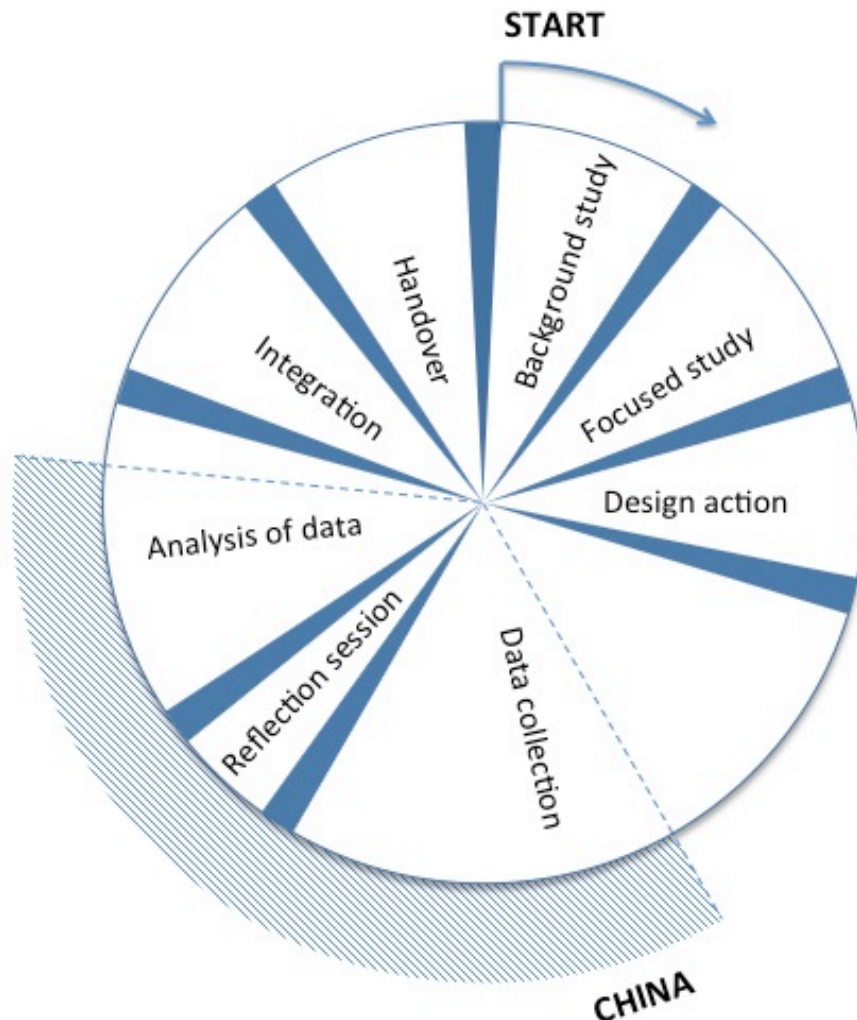 START
Background study
Focused study
Design action
Data collection
Reflection session
Analysis of data
Integration
Handover
CHINA